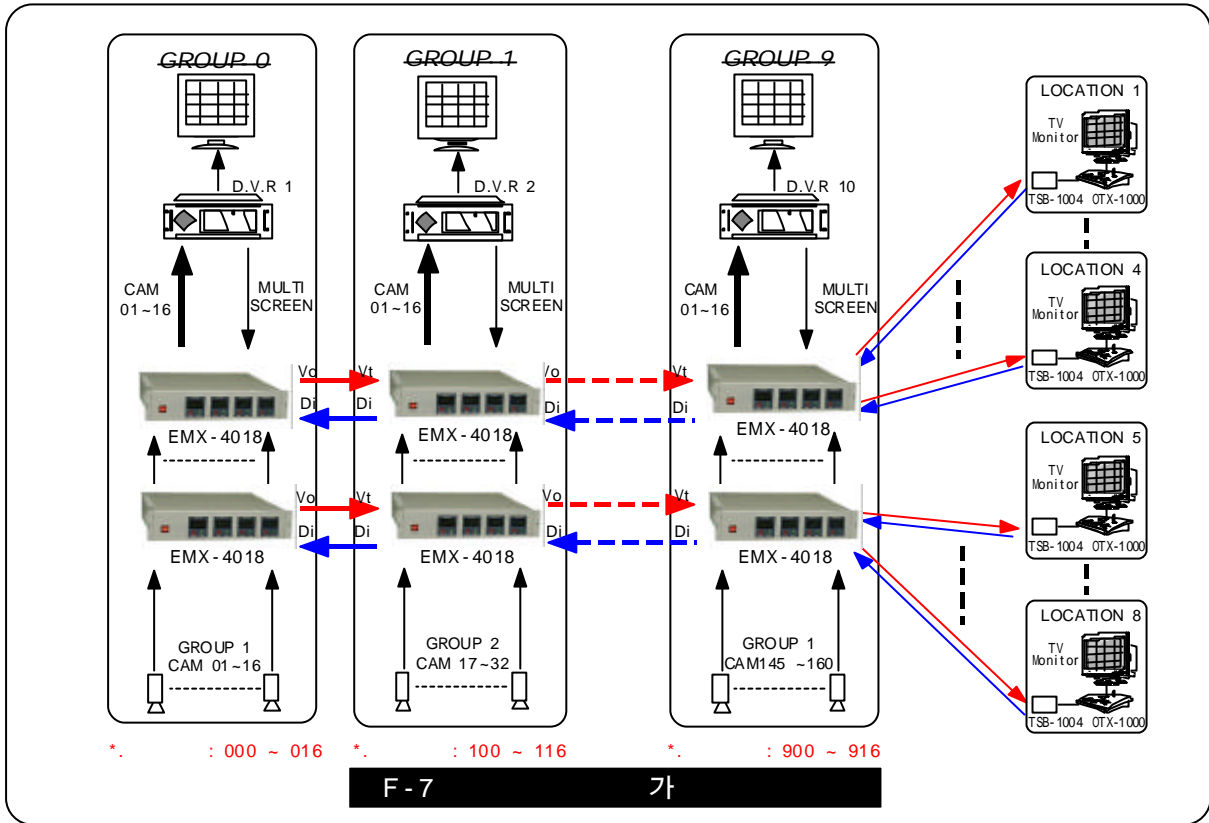 GROUP 0
GROUP 1
GROUP 9
D.V.R 1
D.V.R 2
D.V.R 10
CAM
01~16
MULTI
SCREEN
CAM
01~16
MULTI
SCREEN
CAM
01~16
MULTI
SCREEN
Vo
Vt
Vo
Vt
Di
Di
Di
Di
EMX-4018
EMX-4018
EMX-4018
Vo
Vt
Vo
Vt
Di
Di
Di
Di
EMX-4018
EMX-4018
EMX-4018
GROUP 1
CAM 01~16
GROUP 2
CAM 17~32
GROUP 1
CAM145 ~160
*. : 000 ~ 016
*. : 100 ~ 116
*. : 900 ~ 916
F-7 가
LOCATION 1
TV
Monitor
TSB-1004 OTX-1000
LOCATION 4
TV
Monitor
TSB-1004 OTX-1000
LOCATION 5
TV
Monitor
TSB-1004 OTX-1000
LOCATION 8
TV
Monitor
TSB-1004 OTX-1000